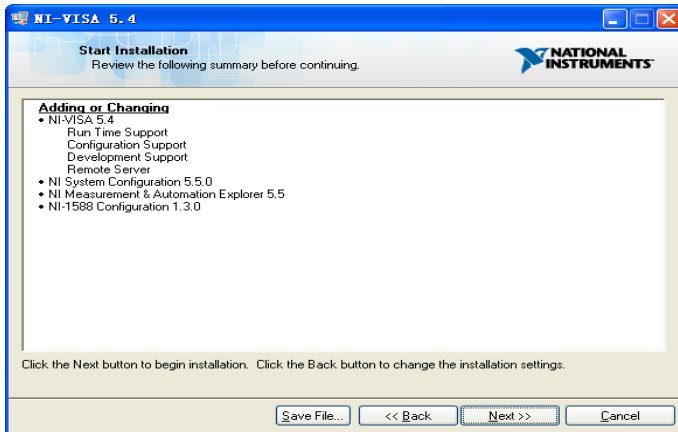 NI-VISA 5.4
Start Installation
Review the following summary before continuing.
NATIONAL
INSTRUMENTS™
Adding or Changing
• NI-VISA 5.4
Run Time Support
Configuration Support
Development Support
Remote Server
• NI System Configuration 5.5.0
• NI Measurement & Automation Explorer 5.5
• NI-1588 Configuration 1.3.0
Click the Next button to begin installation. Click the Back button to change the installation settings.
Save File... << Back Next >> Cancel